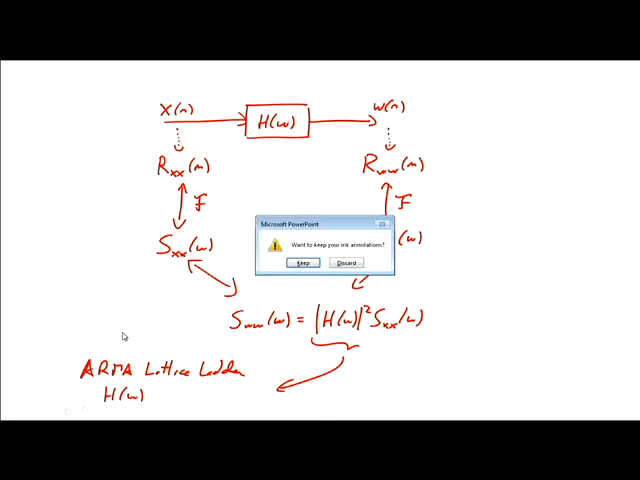 x(n) H(ω) w(n)
Rxx(m) Rww(m)
F F
Microsoft PowerPoint
Want to keep your ink annotations?
Sxx(ω) (ω)
Keep Discard
Sww(ω) = |H(ω)|² Sxx(ω)
ARMA Lattice Ladder
H(ω)